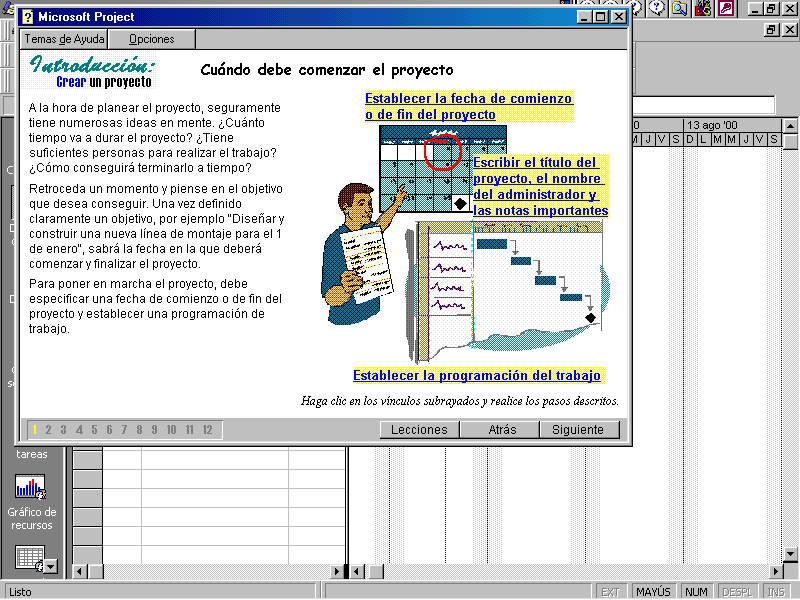 Microsoft Project
Temas de Ayuda
Opciones
Introducción:
Crear un proyecto
Cuándo debe comenzar el proyecto
A la hora de planear el proyecto, seguramente
tiene numerosas ideas en mente. ¿Cuánto
tiempo va a durar el proyecto? ¿Tiene
suficientes personas para realizar el trabajo?
¿Cómo conseguirá terminarlo a tiempo?
Retroceda un momento y piense en el objetivo
que desea conseguir. Una vez definido
claramente un objetivo, por ejemplo "Diseñar y
construir una nueva línea de montaje para el 1
de enero", sabrá la fecha en la que deberá
comenzar y finalizar el proyecto.
Para poner en marcha el proyecto, debe
especificar una fecha de comienzo o de fin del
proyecto y establecer una programación de
trabajo.
Establecer la fecha de comienzo
o de fin del proyecto
Escribir el título del
proyecto, el nombre
del administrador y
las notas importantes
Establecer la programación del trabajo
Haga clic en los vínculos subrayados y realice los pasos descritos.
1 2 3 4 5 6 7 8 9 10 11 12
Lecciones
Atrás
Siguiente
0
13 ago '00
M J V S D L M M J V S
tareas
Gráfico de
recursos
Listo
EXT
MAYÚS
NUM
DESPL
INS